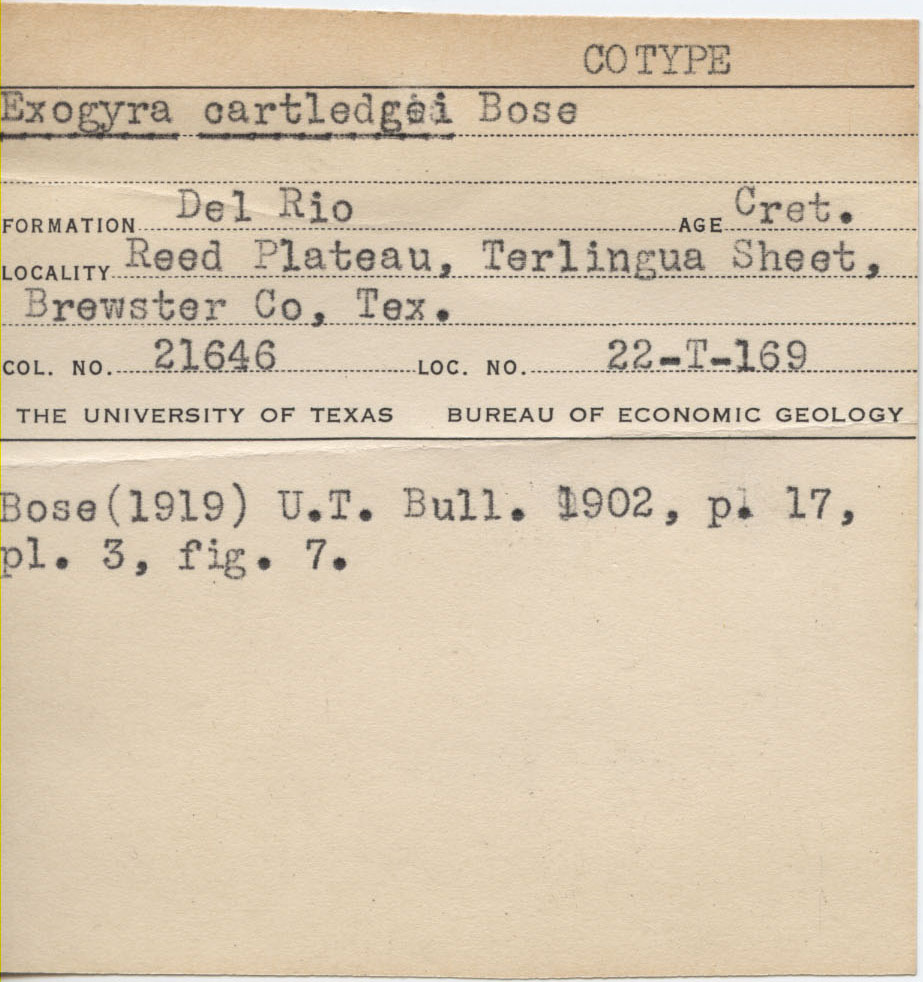 COTYPE
Exogyra cartledgei Bose
FORMATION Del Rio AGE Cret.
LOCALITY Reed Plateau, Terlingua Sheet,
Brewster Co, Tex.
COL. NO. 21646 LOC. NO. 22-T-169
THE UNIVERSITY OF TEXAS BUREAU OF ECONOMIC GEOLOGY
Bose(1919) U.T. Bull. 1902, p. 17,
pl. 3, fig. 7.